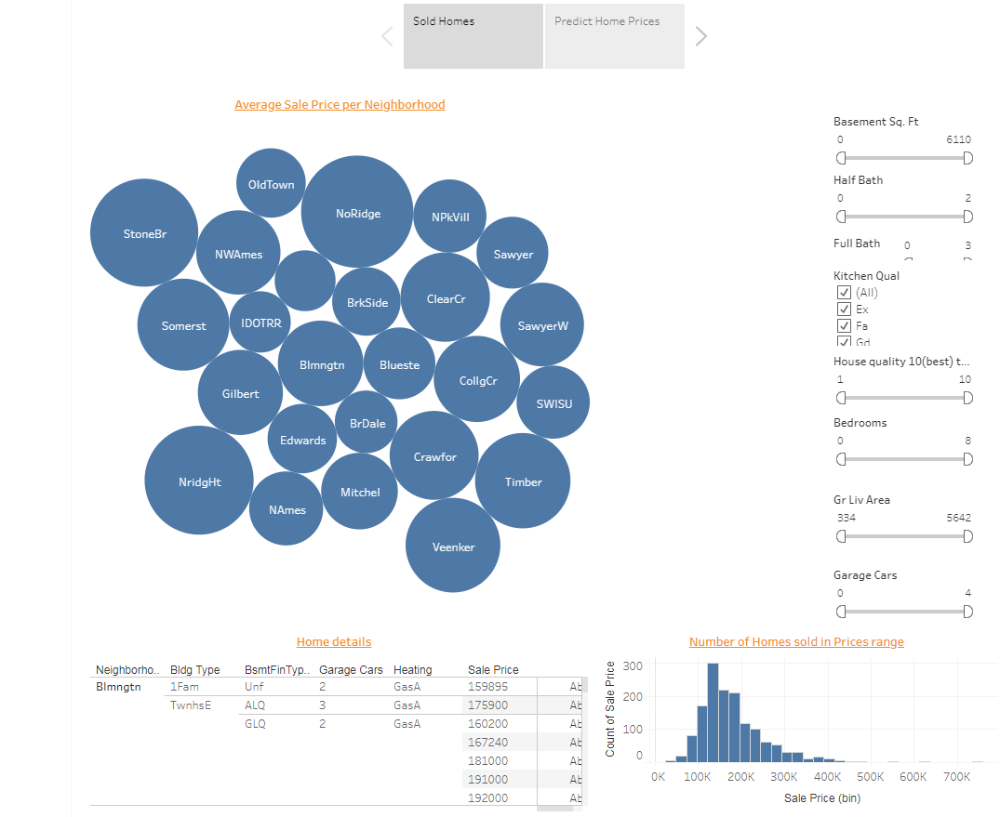 Sold Homes
Predict Home Prices
Average Sale Price per Neighborhood
OldTown
StoneBr
NoRidge
NPkVill
NWAmes
Sawyer
BrkSide
ClearCr
Somerst
IDOTRR
SawyerW
Blmngtn
Blueste
CollgCr
Gilbert
SWISU
BrDale
Edwards
Crawfor
NridgHt
Mitchel
Timber
NAmes
Veenker
Basement Sq. Ft
0 6110
Half Bath
0 2
Full Bath 0 3
Kitchen Qual
(All)
Ex
Fa
Gd
House quality 10(best) t...
1 10
Bedrooms
0 8
Gr Liv Area
334 5642
Garage Cars
0 4
Home details
Neighborho.. Bldg Type BsmtFinTyp.. Garage Cars Heating Sale Price
Blmngtn 1Fam Unf 2 GasA 159895 Ab
TwnhsE ALQ 3 GasA 175900 Ab
GLQ 2 GasA 160200 Ab
167240 Ab
181000 Ab
191000 Ab
192000 Ab
Number of Homes sold in Prices range
Count of Sale Price
300
200
100
0
0K 100K 200K 300K 400K 500K 600K 700K
Sale Price (bin)